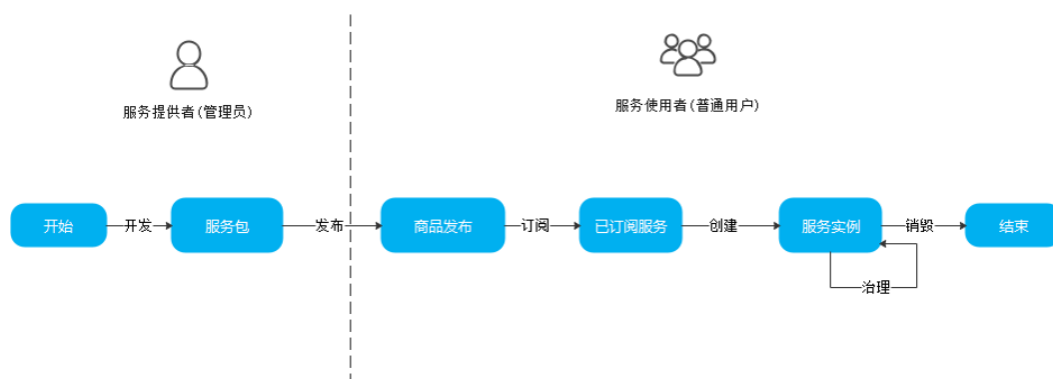 服务提供者(管理员)
服务使用者(普通用户)
开始
开发
服务包
发布
商品发布
订阅
已订阅服务
创建
服务实例
销毁
结束
治理